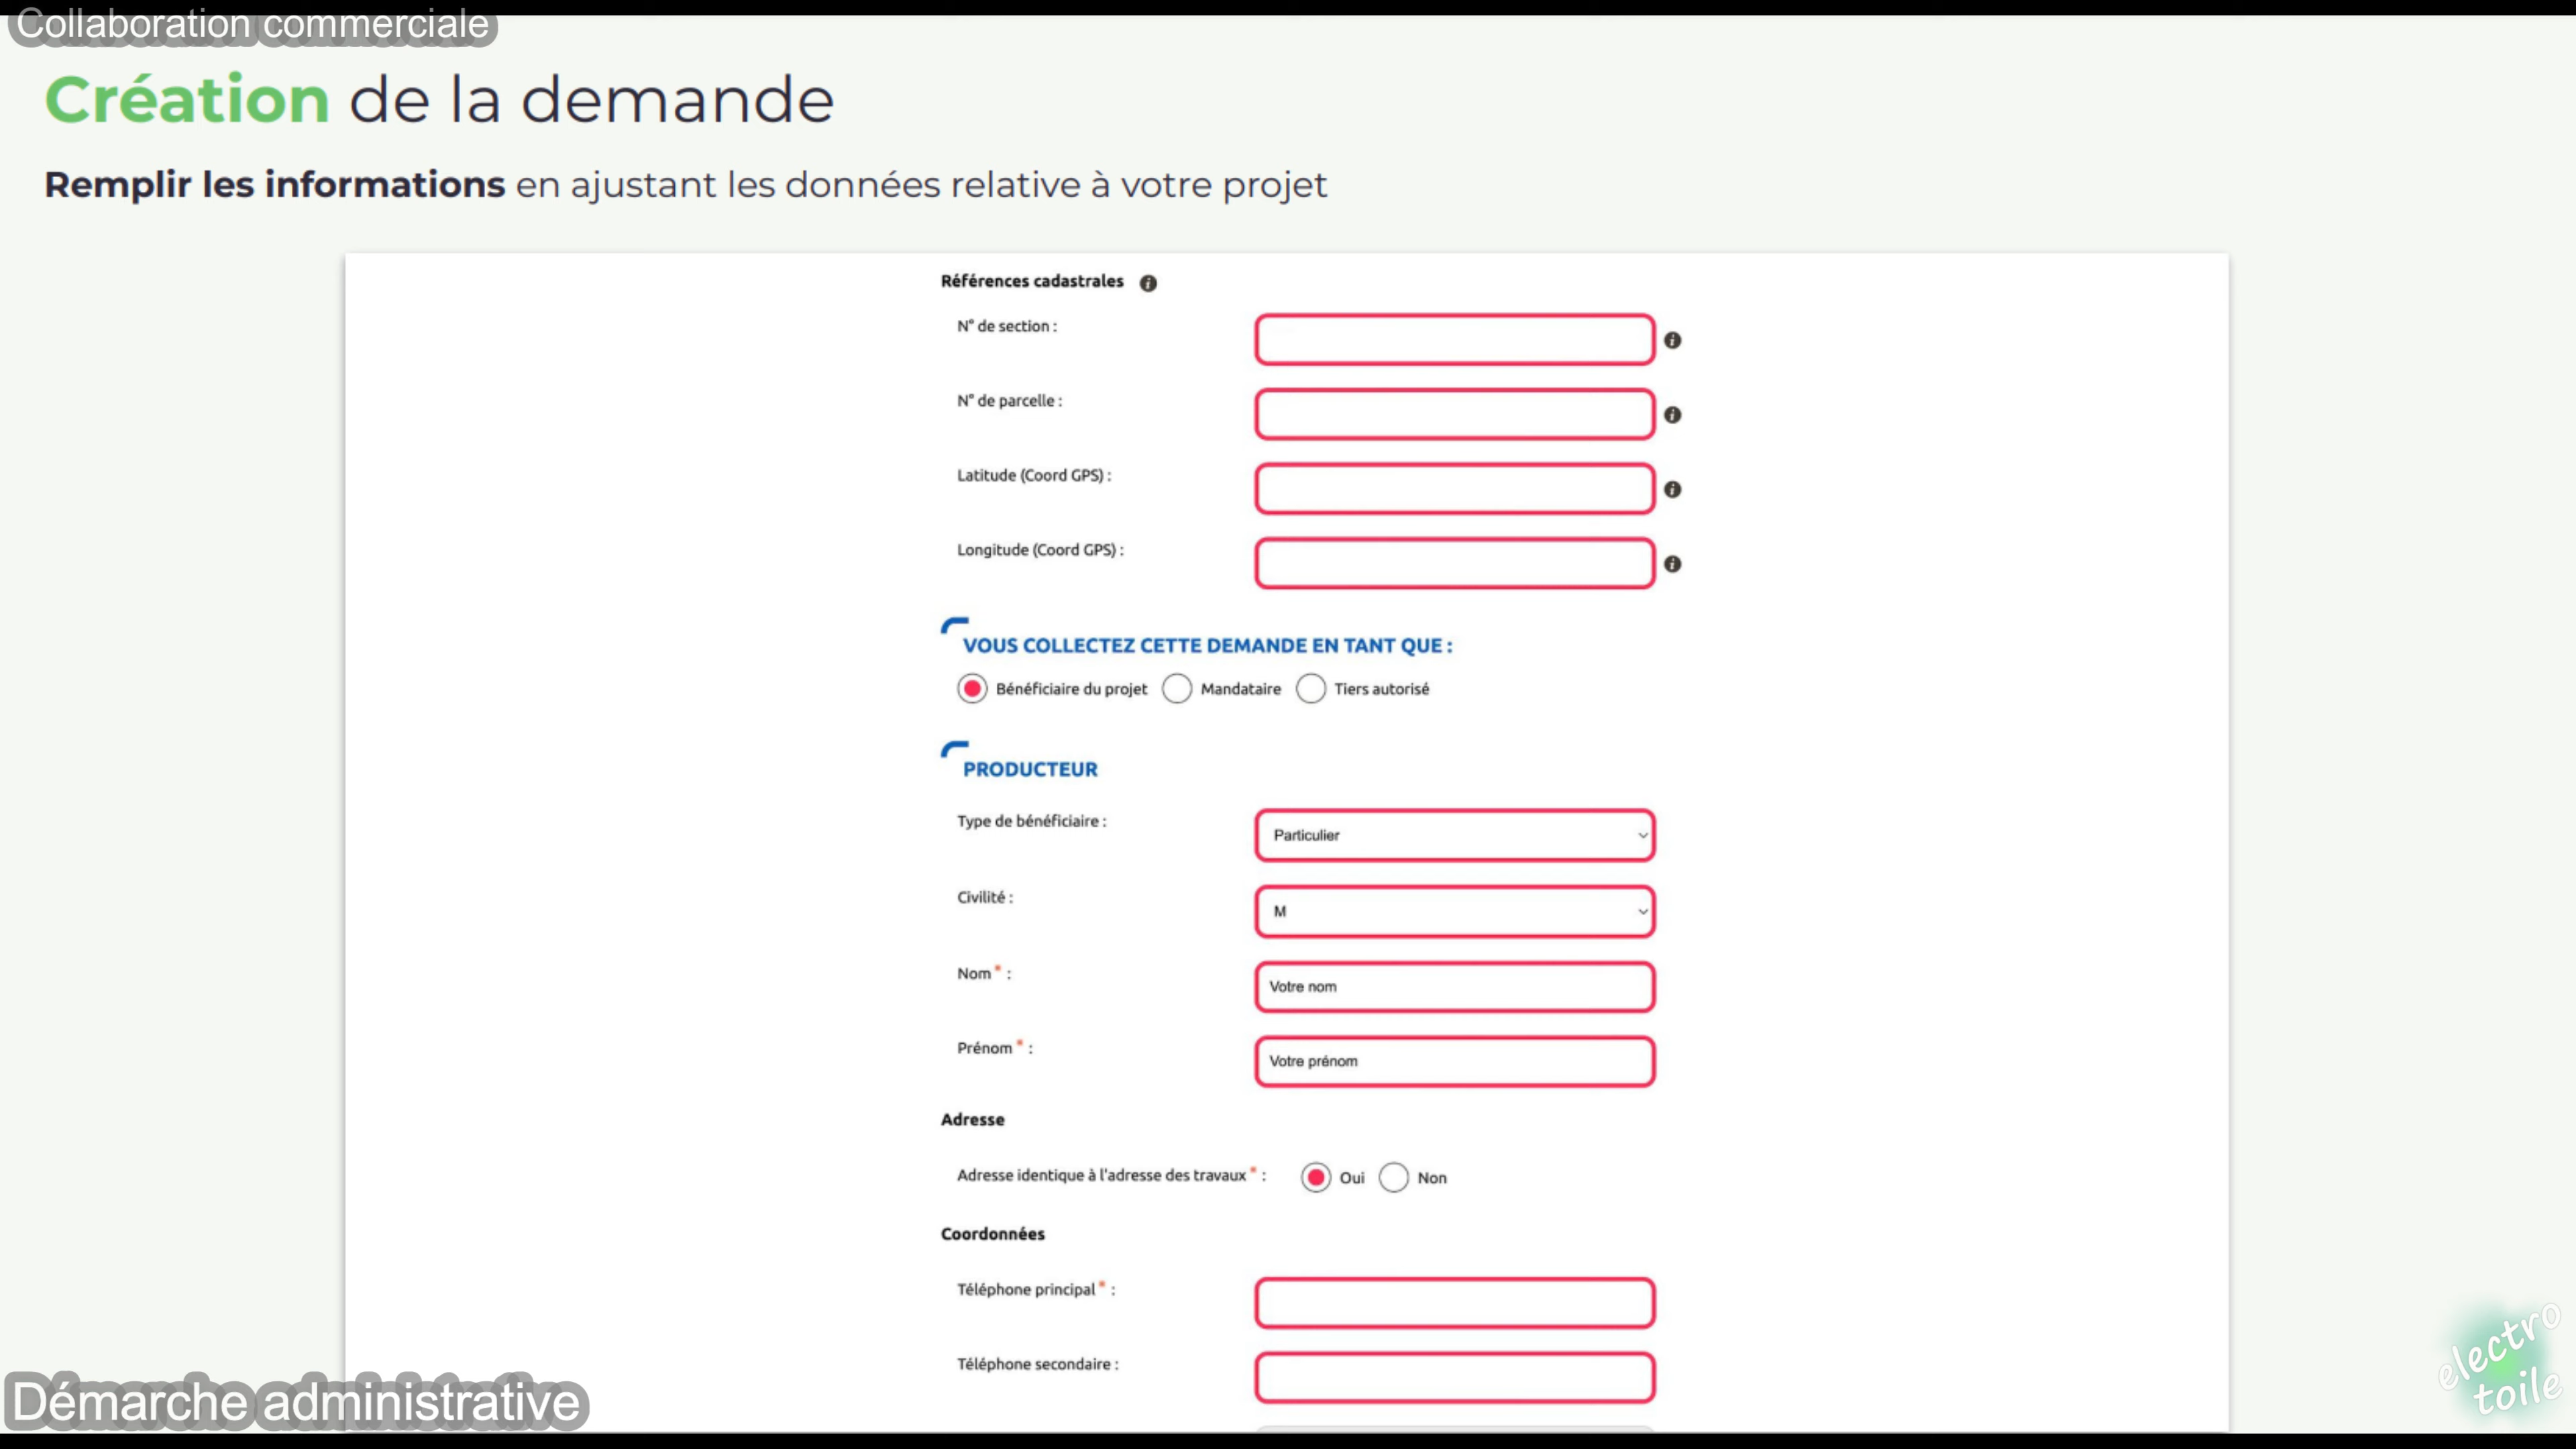 Collaboration commerciale
Création de la demande
Remplir les informations en ajustant les données relative à votre projet
Références cadastrales
N° de section :
N° de parcelle :
Latitude (Coord GPS) :
Longitude (Coord GPS) :
VOUS COLLECTEZ CETTE DEMANDE EN TANT QUE :
Bénéficiaire du projet Mandataire Tiers autorisé
PRODUCTEUR
Type de bénéficiaire : Particulier
Civilité : M
Nom * : Votre nom
Prénom * : Votre prénom
Adresse
Adresse identique à l'adresse des travaux * : Oui Non
Coordonnées
Téléphone principal * :
Téléphone secondaire :
Démarche administrative
electro
toile